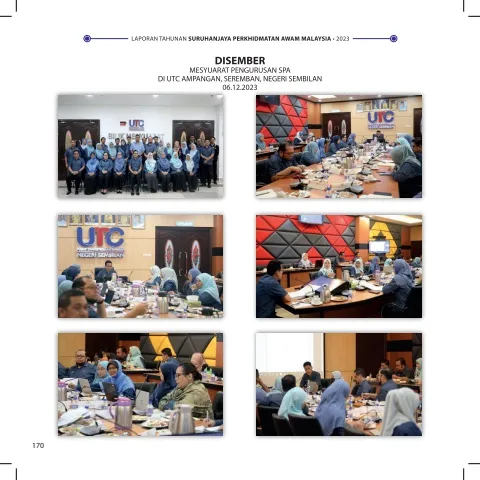 LAPORAN TAHUNAN SURUHANJAYA PERKHIDMATAN AWAM MALAYSIA • 2023
DISEMBER
MESYUARAT PENGURUSAN SPA
DI UTC AMPANGAN, SEREMBAN, NEGERI SEMBILAN
06.12.2023
UTC
UTC
UTC
NEGERI SEMBILAN
170